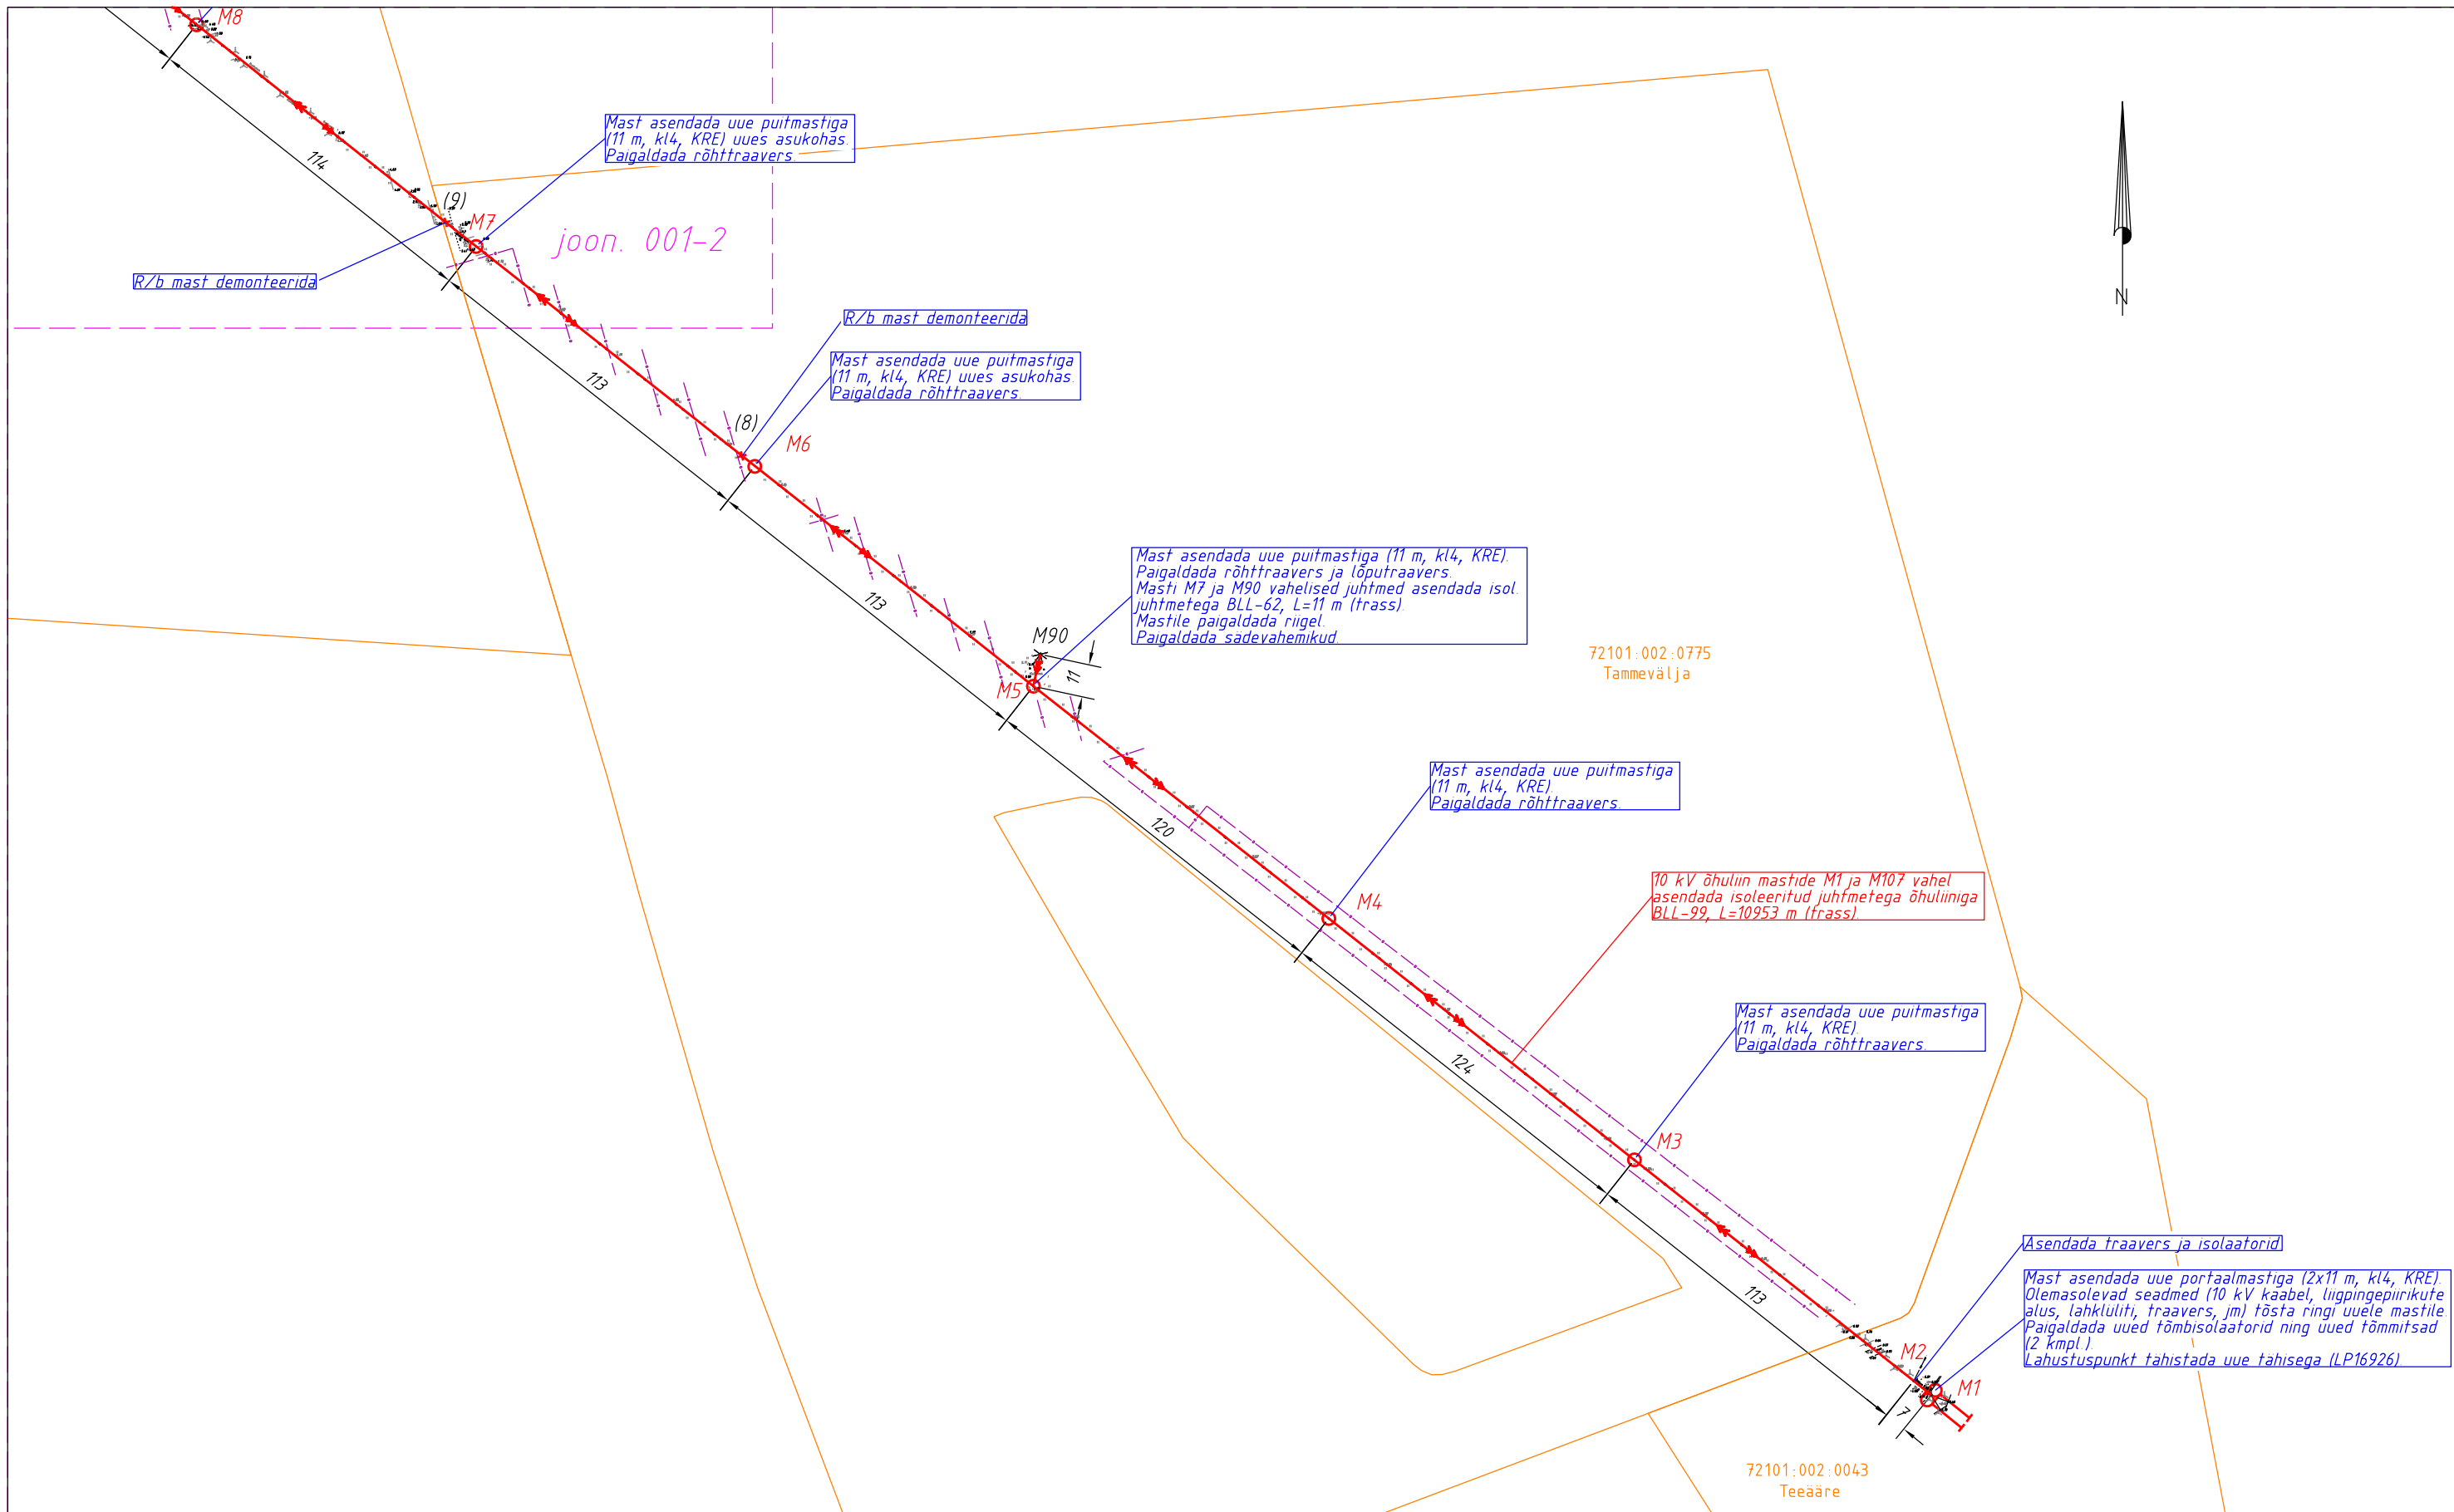 M8
Mast asendada uue puitmastiga
(11 m, kl4, KRE) uues asukohas.
Paigaldada rõhttraavers.
114
(9)
M7
joon. 001-2
R/b mast demonteerida
N
R/b mast demonteerida
Mast asendada uue puitmastiga
(11 m, kl4, KRE) uues asukohas.
Paigaldada rõhttraavers.
113
(8)
M6
Mast asendada uue puitmastiga (11 m, kl4, KRE).
Paigaldada rõhttraavers ja lõputraavers.
Masti M7 ja M90 vahelised juhtmed asendada isol.
juhtmetega BLL-62, L=11 m (trass).
Mastile paigaldada riigel.
Paigaldada sädevahemikud.
113
M90
11
M5
72101:002:0775
Tammevälja
Mast asendada uue puitmastiga
(11 m, kl4, KRE).
Paigaldada rõhttraavers.
120
M4
10 kV õhuliin mastide M1 ja M107 vahel
asendada isoleeritud juhtmetega õhuliiniga
BLL-99, L=10953 m (trass).
Mast asendada uue puitmastiga
(11 m, kl4, KRE).
Paigaldada rõhttraavers.
124
M3
Asendada traavers ja isolaatorid
Mast asendada uue portaalmastiga (2x11 m, kl4, KRE).
Olemasolevad seadmed (10 kV kaabel, liigpingepiirikute
alus, lahklüliti, traavers, jm) tõsta ringi uuele mastile.
Paigaldada uued tõmbisolaatorid ning uued tõmmitsad
(2 kmpl.).
Lahustuspunkt tähistada uue tähisega (LP16926).
113
M2
M1
7
72101:002:0043
Teeääre